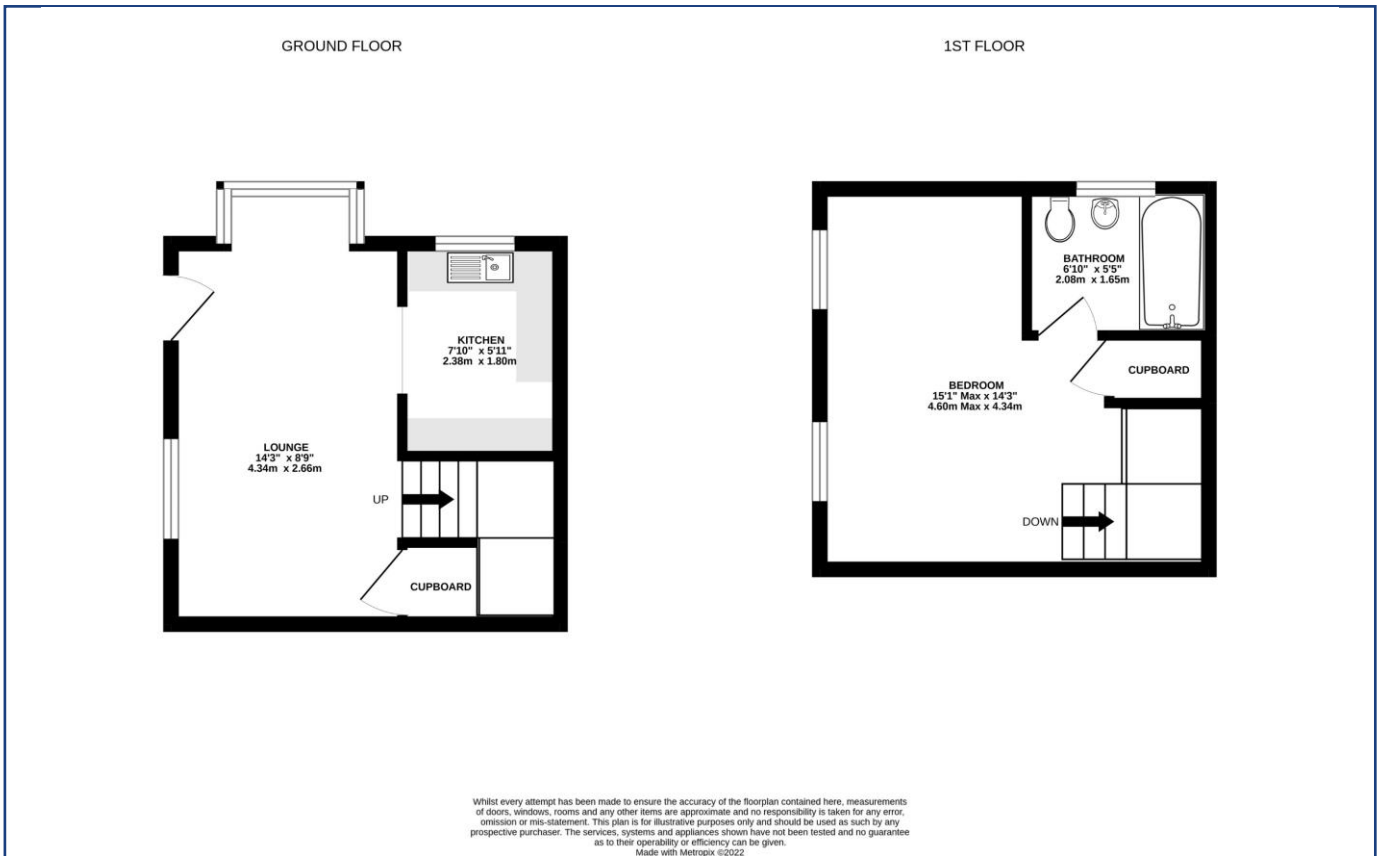 GROUND FLOOR
1ST FLOOR
KITCHEN
7'10" x 5'11"
2.38m x 1.80m
LOUNGE
14'3" x 8'9"
4.34m x 2.66m
UP
CUPBOARD
BATHROOM
6'10" x 5'5"
2.08m x 1.65m
CUPBOARD
BEDROOM
15'1" Max x 14'3"
4.60m Max x 4.34m
DOWN
Whilst every attempt has been made to ensure the accuracy of the floorplan contained here, measurements
of doors, windows, rooms and any other items are approximate and no responsibility is taken for any error,
omission or mis-statement. This plan is for illustrative purposes only and should be used as such by any
prospective purchaser. The services, systems and appliances shown have not been tested and no guarantee
as to their operability or efficiency can be given.
Made with Metropix ©2022